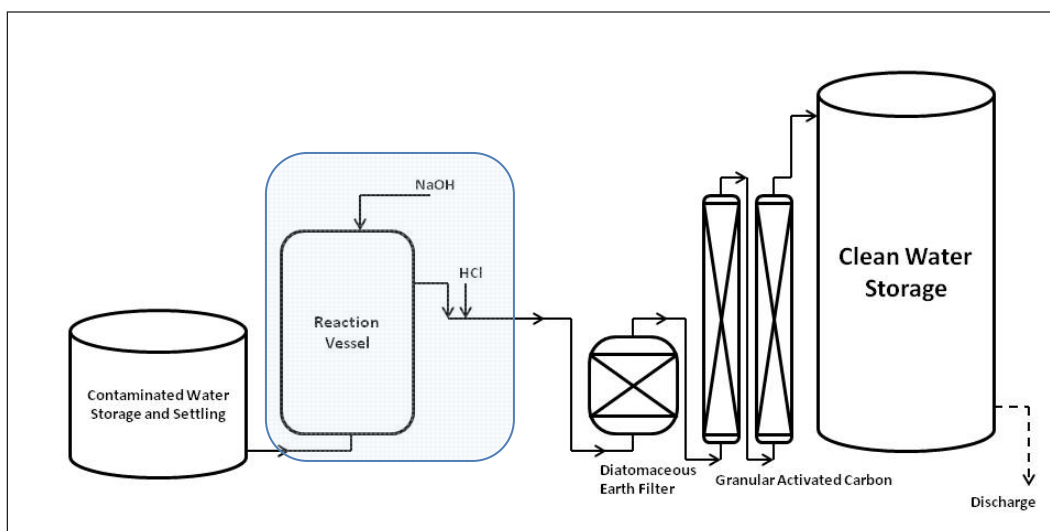 NaOH
HCl
Reaction
Vessel
Contaminated Water
Storage and Settling
Diatomaceous
Earth Filter
Granular Activated Carbon
Clean Water
Storage
Discharge